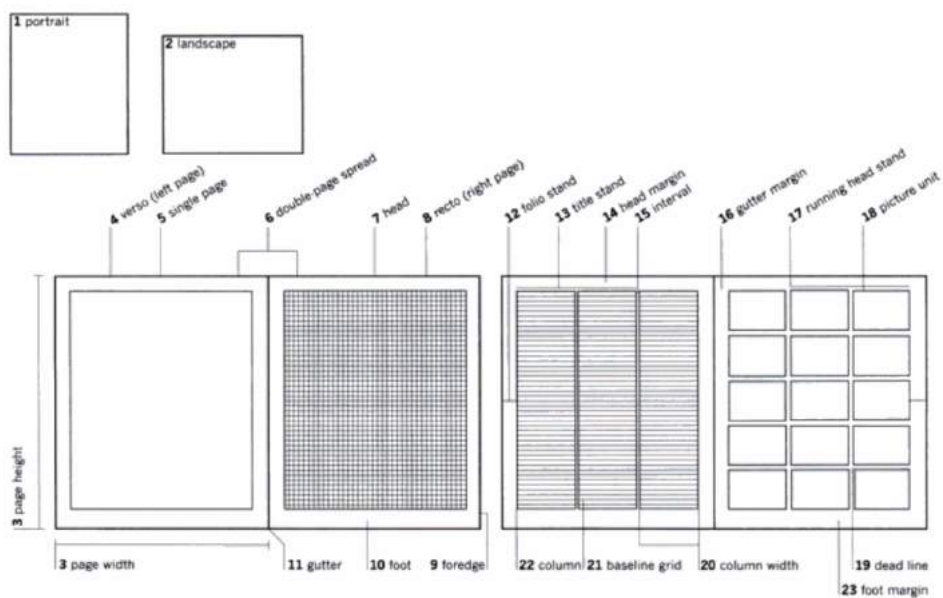 1 portrait
2 landscape
4 verso (left page)
5 single page
6 double-page spread
7 head
8 recto (right page)
12 folio stand
13 title stand
14 head margin
15 interval
16 gutter margin
17 running head stand
18 picture unit
3 page height
3 page width
11 gutter
10 foot
9 foredge
22 column
21 baseline grid
20 column width
19 dead line
23 foot margin